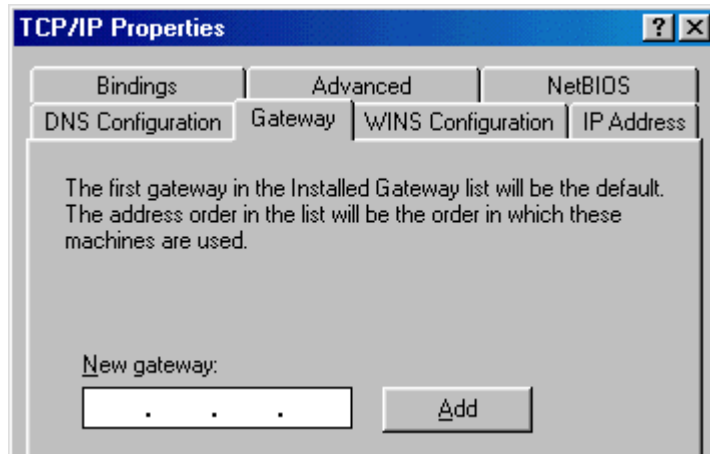 TCP/IP Properties
? ×
Bindings Advanced NetBIOS
DNS Configuration Gateway WINS Configuration IP Address
The first gateway in the Installed Gateway list will be the default.
The address order in the list will be the order in which these
machines are used.
New gateway:
. . .
Add